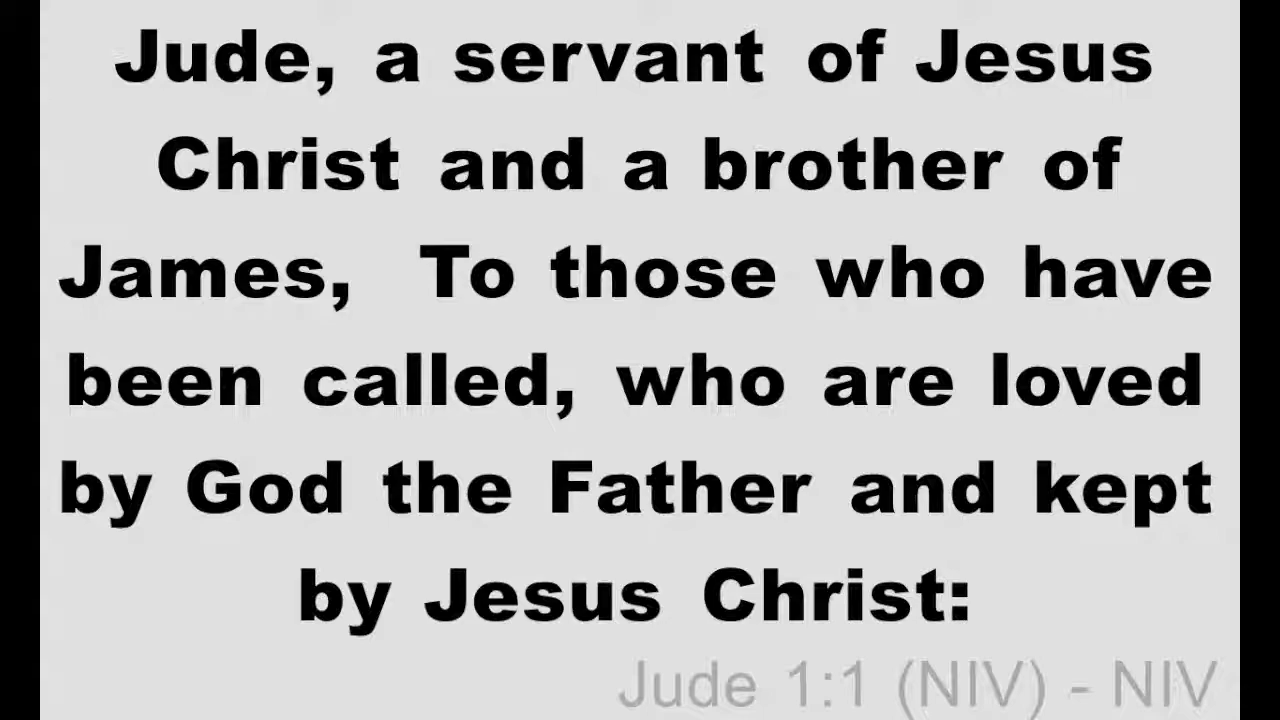 Jude, a servant of Jesus
Christ and a brother of
James, To those who have
been called, who are loved
by God the Father and kept
by Jesus Christ:
Jude 1:1 (NIV) - NIV